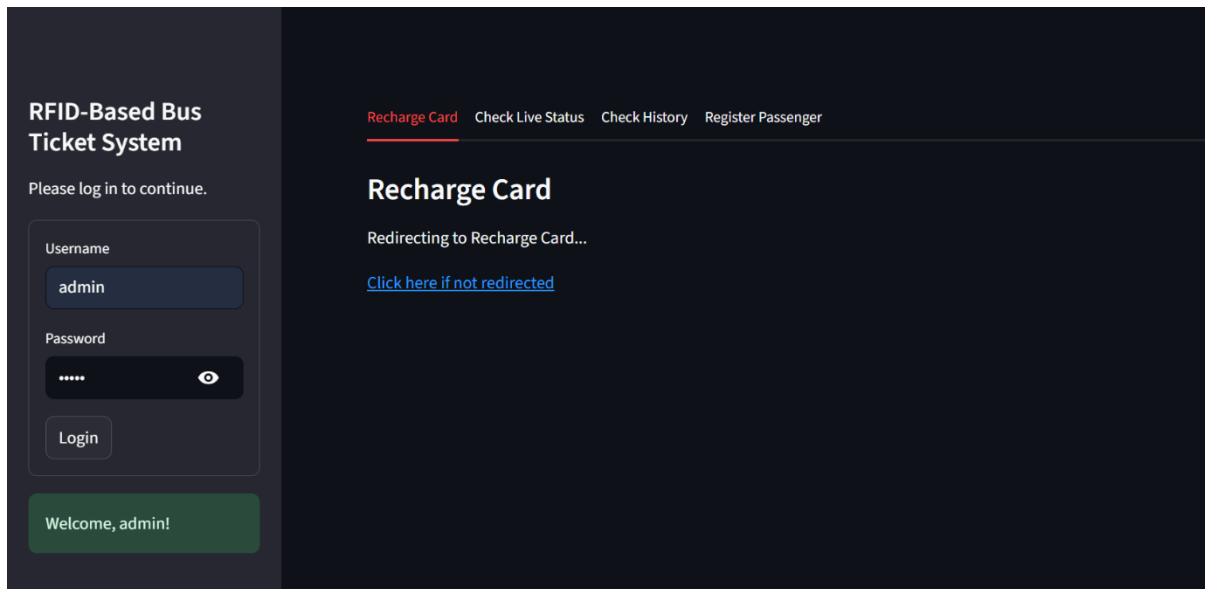 RFID-Based Bus
Ticket System
Please log in to continue.
Username
admin
Password
•••••
Login
Welcome, admin!
Recharge Card Check Live Status Check History Register Passenger
Recharge Card
Redirecting to Recharge Card...
Click here if not redirected